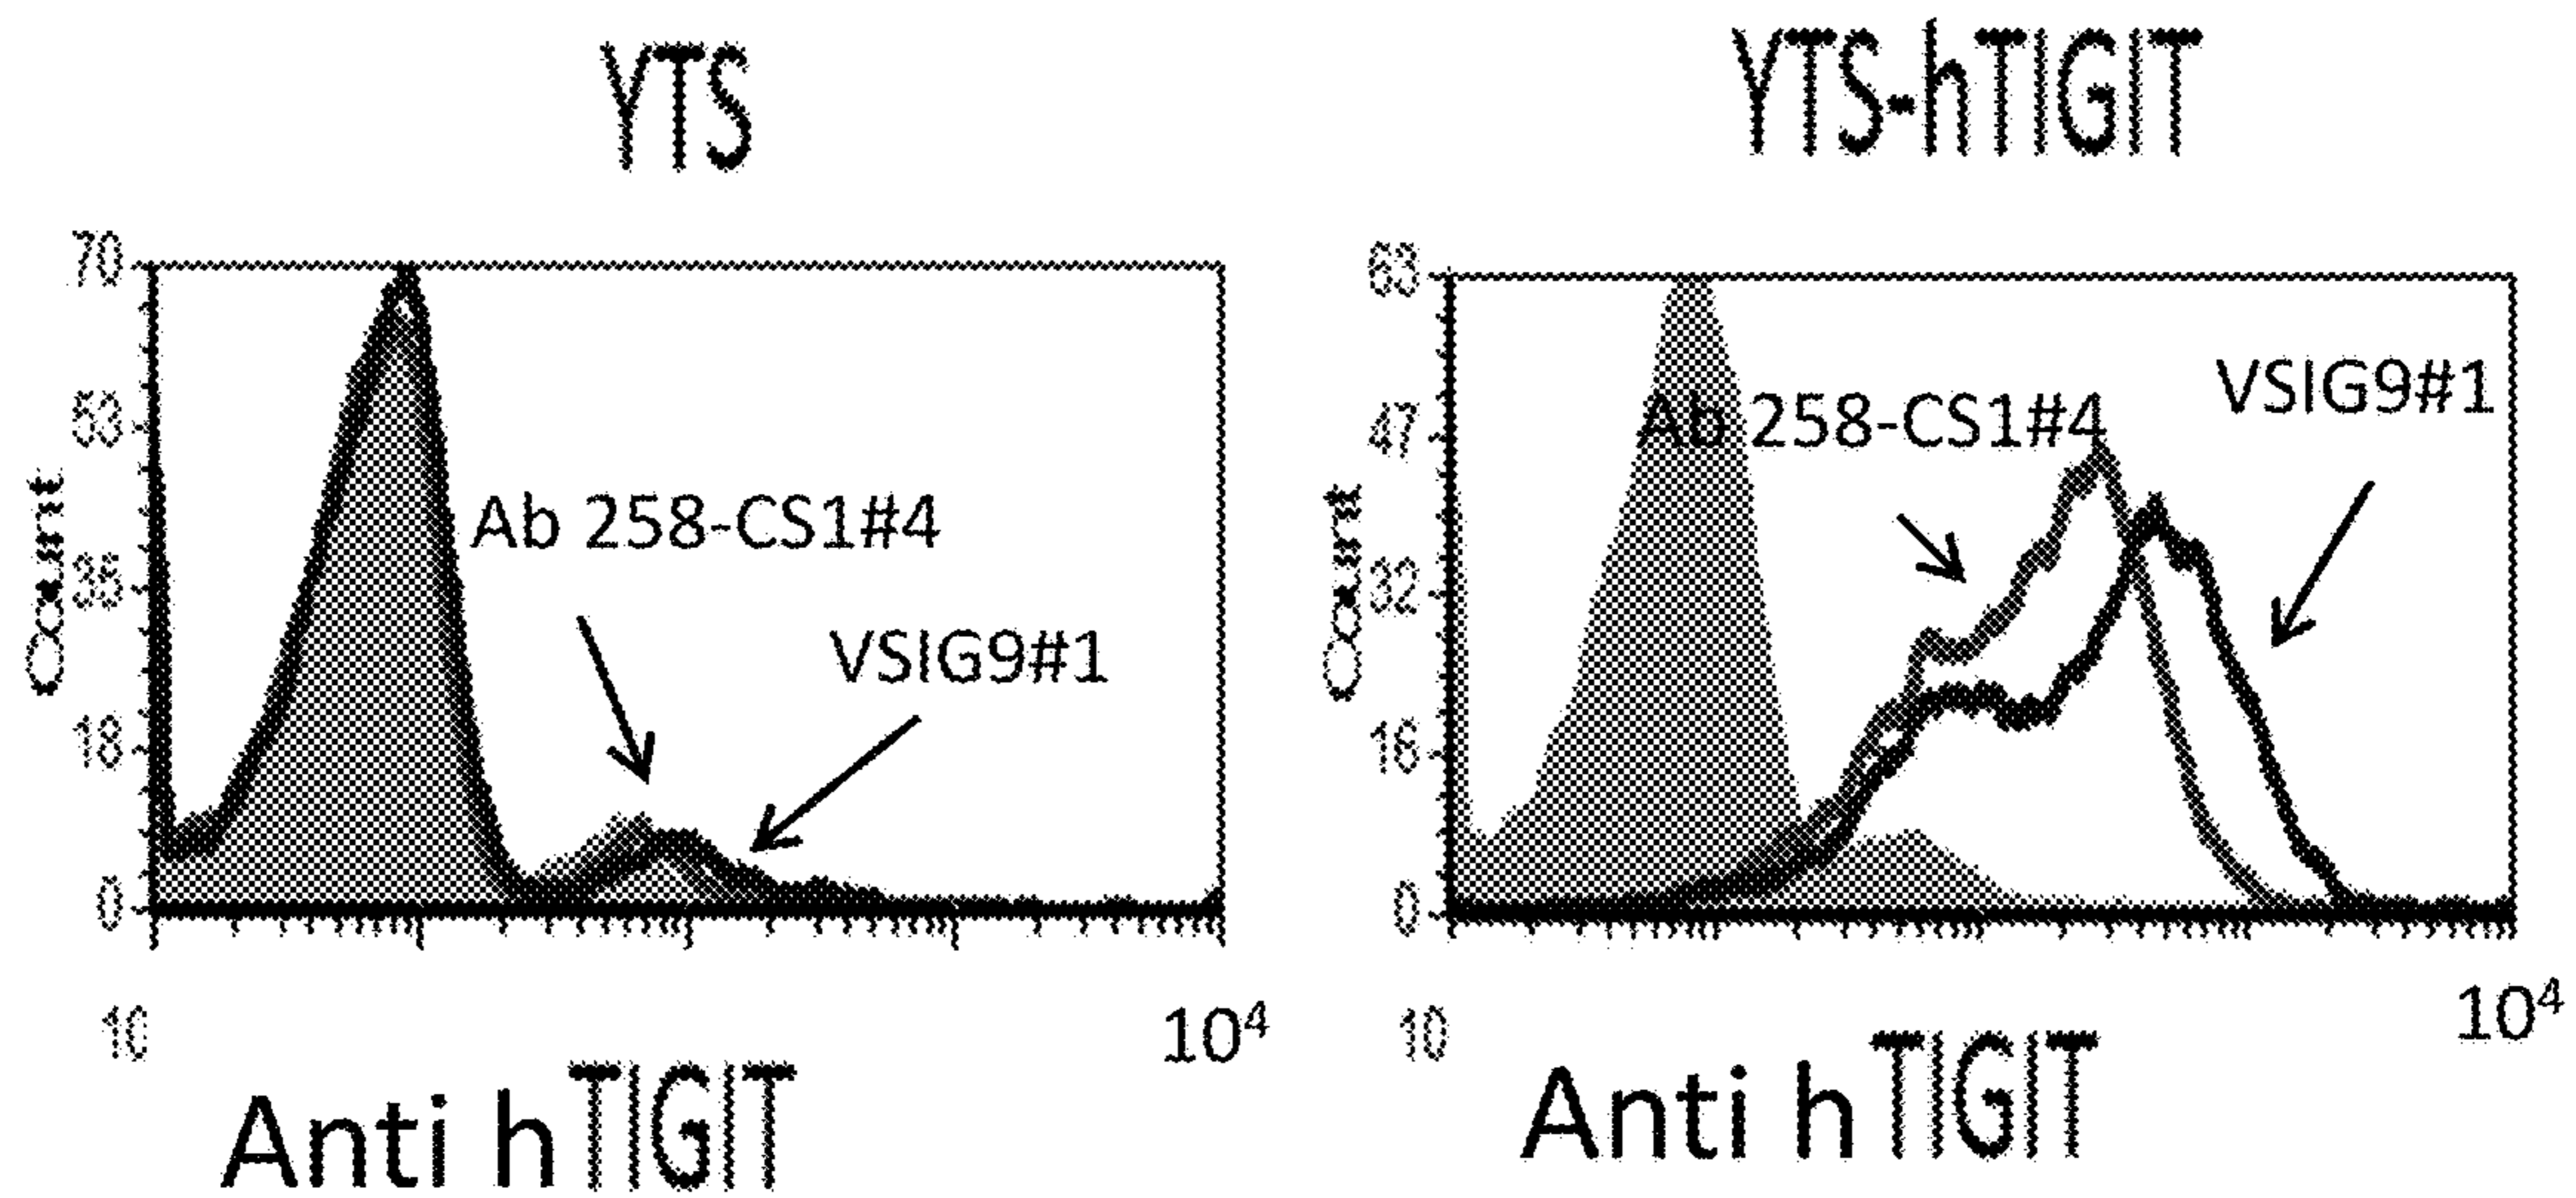 YTS
70
53
35
18
0
Count
Ab 258-CS1#4
VSIG9#1
10
10⁴
Anti hTIGIT
YTS-hTIGIT
63
47
32
16
0
Count
Ab 258-CS1#4
VSIG9#1
10
10⁴
Anti hTIGIT